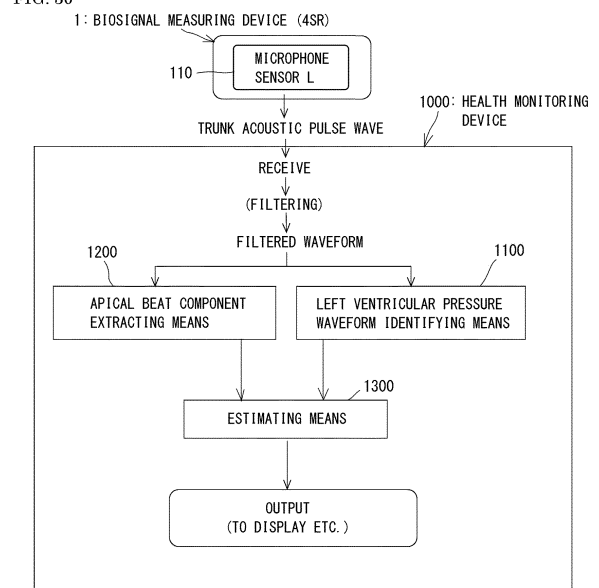 1: BIOSIGNAL MEASURING DEVICE (4SR)
MICROPHONE
SENSOR L
110
1000: HEALTH MONITORING
DEVICE
TRUNK ACOUSTIC PULSE WAVE
RECEIVE
(FILTERING)
FILTERED WAVEFORM
1200
1100
APICAL BEAT COMPONENT
EXTRACTING MEANS
LEFT VENTRICULAR PRESSURE
WAVEFORM IDENTIFYING MEANS
1300
ESTIMATING MEANS
OUTPUT
(TO DISPLAY ETC.)